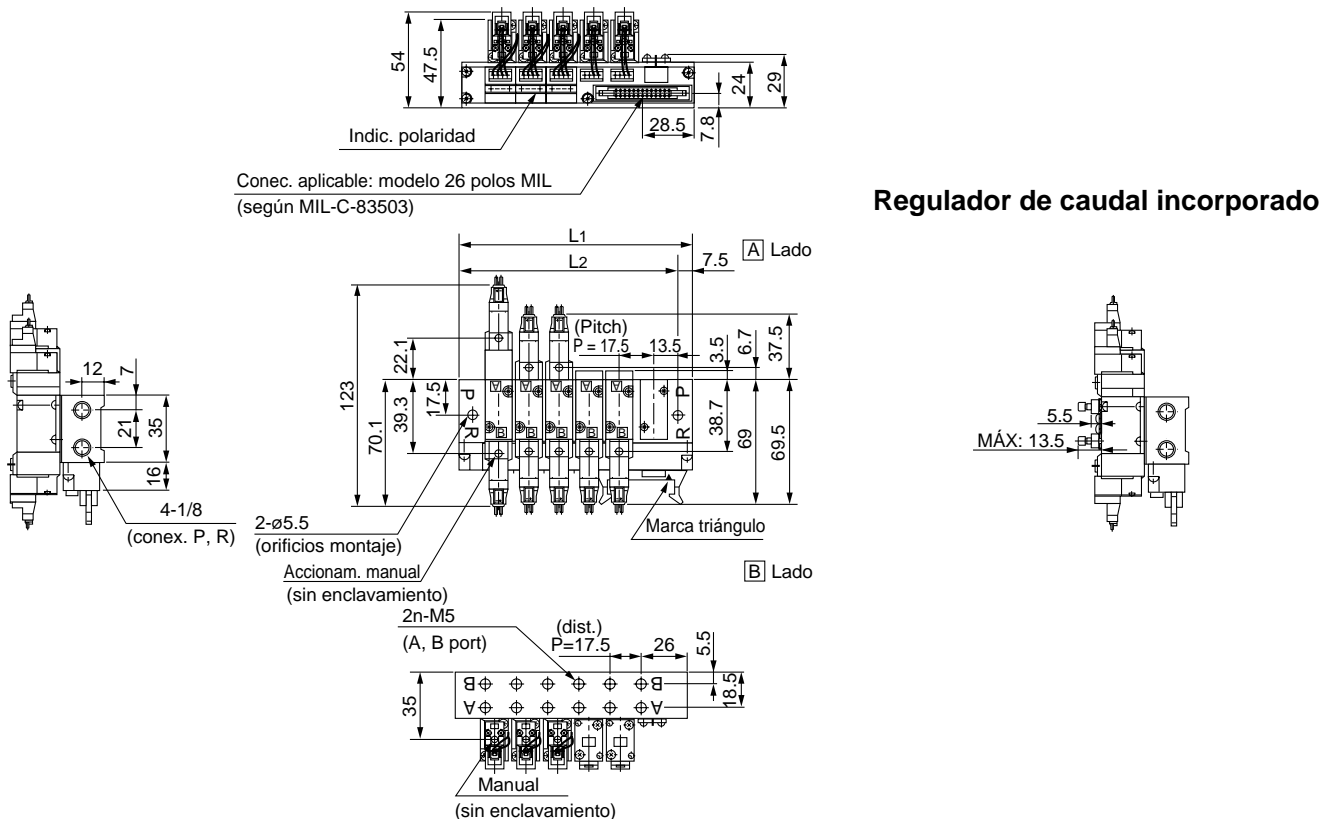 54
47.5
24
29
28.5
7.8
Indic. polaridad
Conec. aplicable: modelo 26 polos MIL
(según MIL-C-83503)
Regulador de caudal incorporado
L1
A Lado
L2
7.5
(Pitch)
P = 17.5
13.5
3.5
6.7
37.5
123
22.1
70.1
39.3
17.5
P
R
A
A
A
A
A
B
B
B
B
B
P
R
38.7
69
69.5
12
7
21
35
16
4-1/8
(conex. P, R)
2-ø5.5
(orificios montaje)
Accionam. manual
(sin enclavamiento)
Marca triángulo
B Lado
5.5
MÁX: 13.5
2n-M5
(A, B port)
(dist.)
P=17.5
26
5.5
18.5
35
B
B
A
A
Manual
(sin enclavamiento)